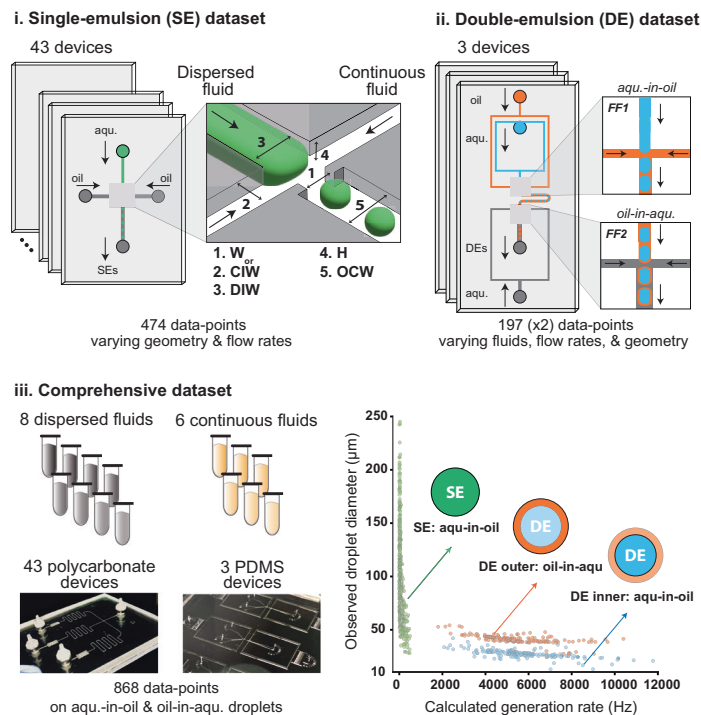 i. Single-emulsion (SE) dataset
43 devices
aqu.
oil
oil
SEs
Dispersed
fluid
Continuous
fluid
3
4
1
2
5
1. Wor
2. CIW
3. DIW
4. H
5. OCW
474 data-points
varying geometry & flow rates
ii. Double-emulsion (DE) dataset
3 devices
oil
aqu.
DEs
aqu.
aqu.-in-oil
FF1
oil-in-aqu.
FF2
197 (x2) data-points
varying fluids, flow rates, & geometry
iii. Comprehensive dataset
8 dispersed fluids
6 continuous fluids
43 polycarbonate
devices
3 PDMS
devices
868 data-points
on aqu.-in-oil & oil-in-aqu. droplets
Observed droplet diameter (μm)
250
200
150
100
50
10
SE
SE: aqu-in-oil
DE
DE outer: oil-in-aqu
DE
DE inner: aqu-in-oil
0 2000 4000 6000 8000 10000 12000
Calculated generation rate (Hz)